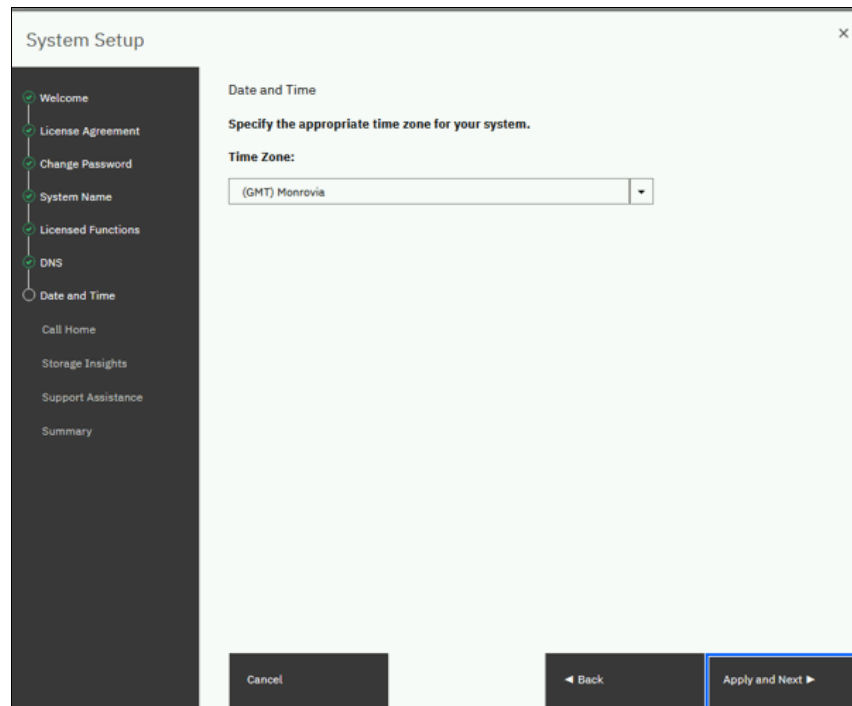 System Setup
×
Welcome
License Agreement
Change Password
System Name
Licensed Functions
DNS
Date and Time
Call Home
Storage Insights
Support Assistance
Summary
Date and Time
Specify the appropriate time zone for your system.
Time Zone:
(GMT) Monrovia
Cancel
◄ Back
Apply and Next ►